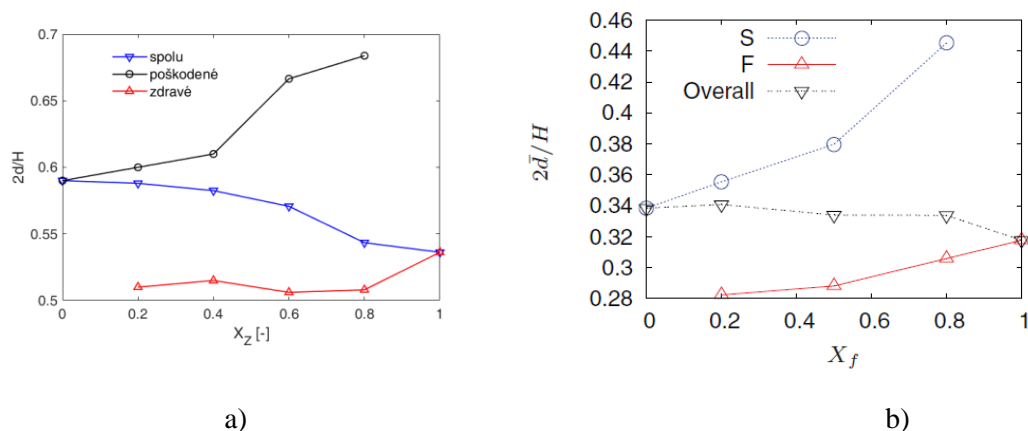 0.7
0.65
0.6
0.55
0.5
2d/H
spolu
poškodené
zdravé
0
0.2
0.4
0.6
0.8
1
X_Z [-]
a)
0.46
0.44
0.42
0.4
0.38
0.36
0.34
0.32
0.3
0.28
2d̄/H
S
F
Overall
0
0.2
0.4
0.6
0.8
1
X_f
b)